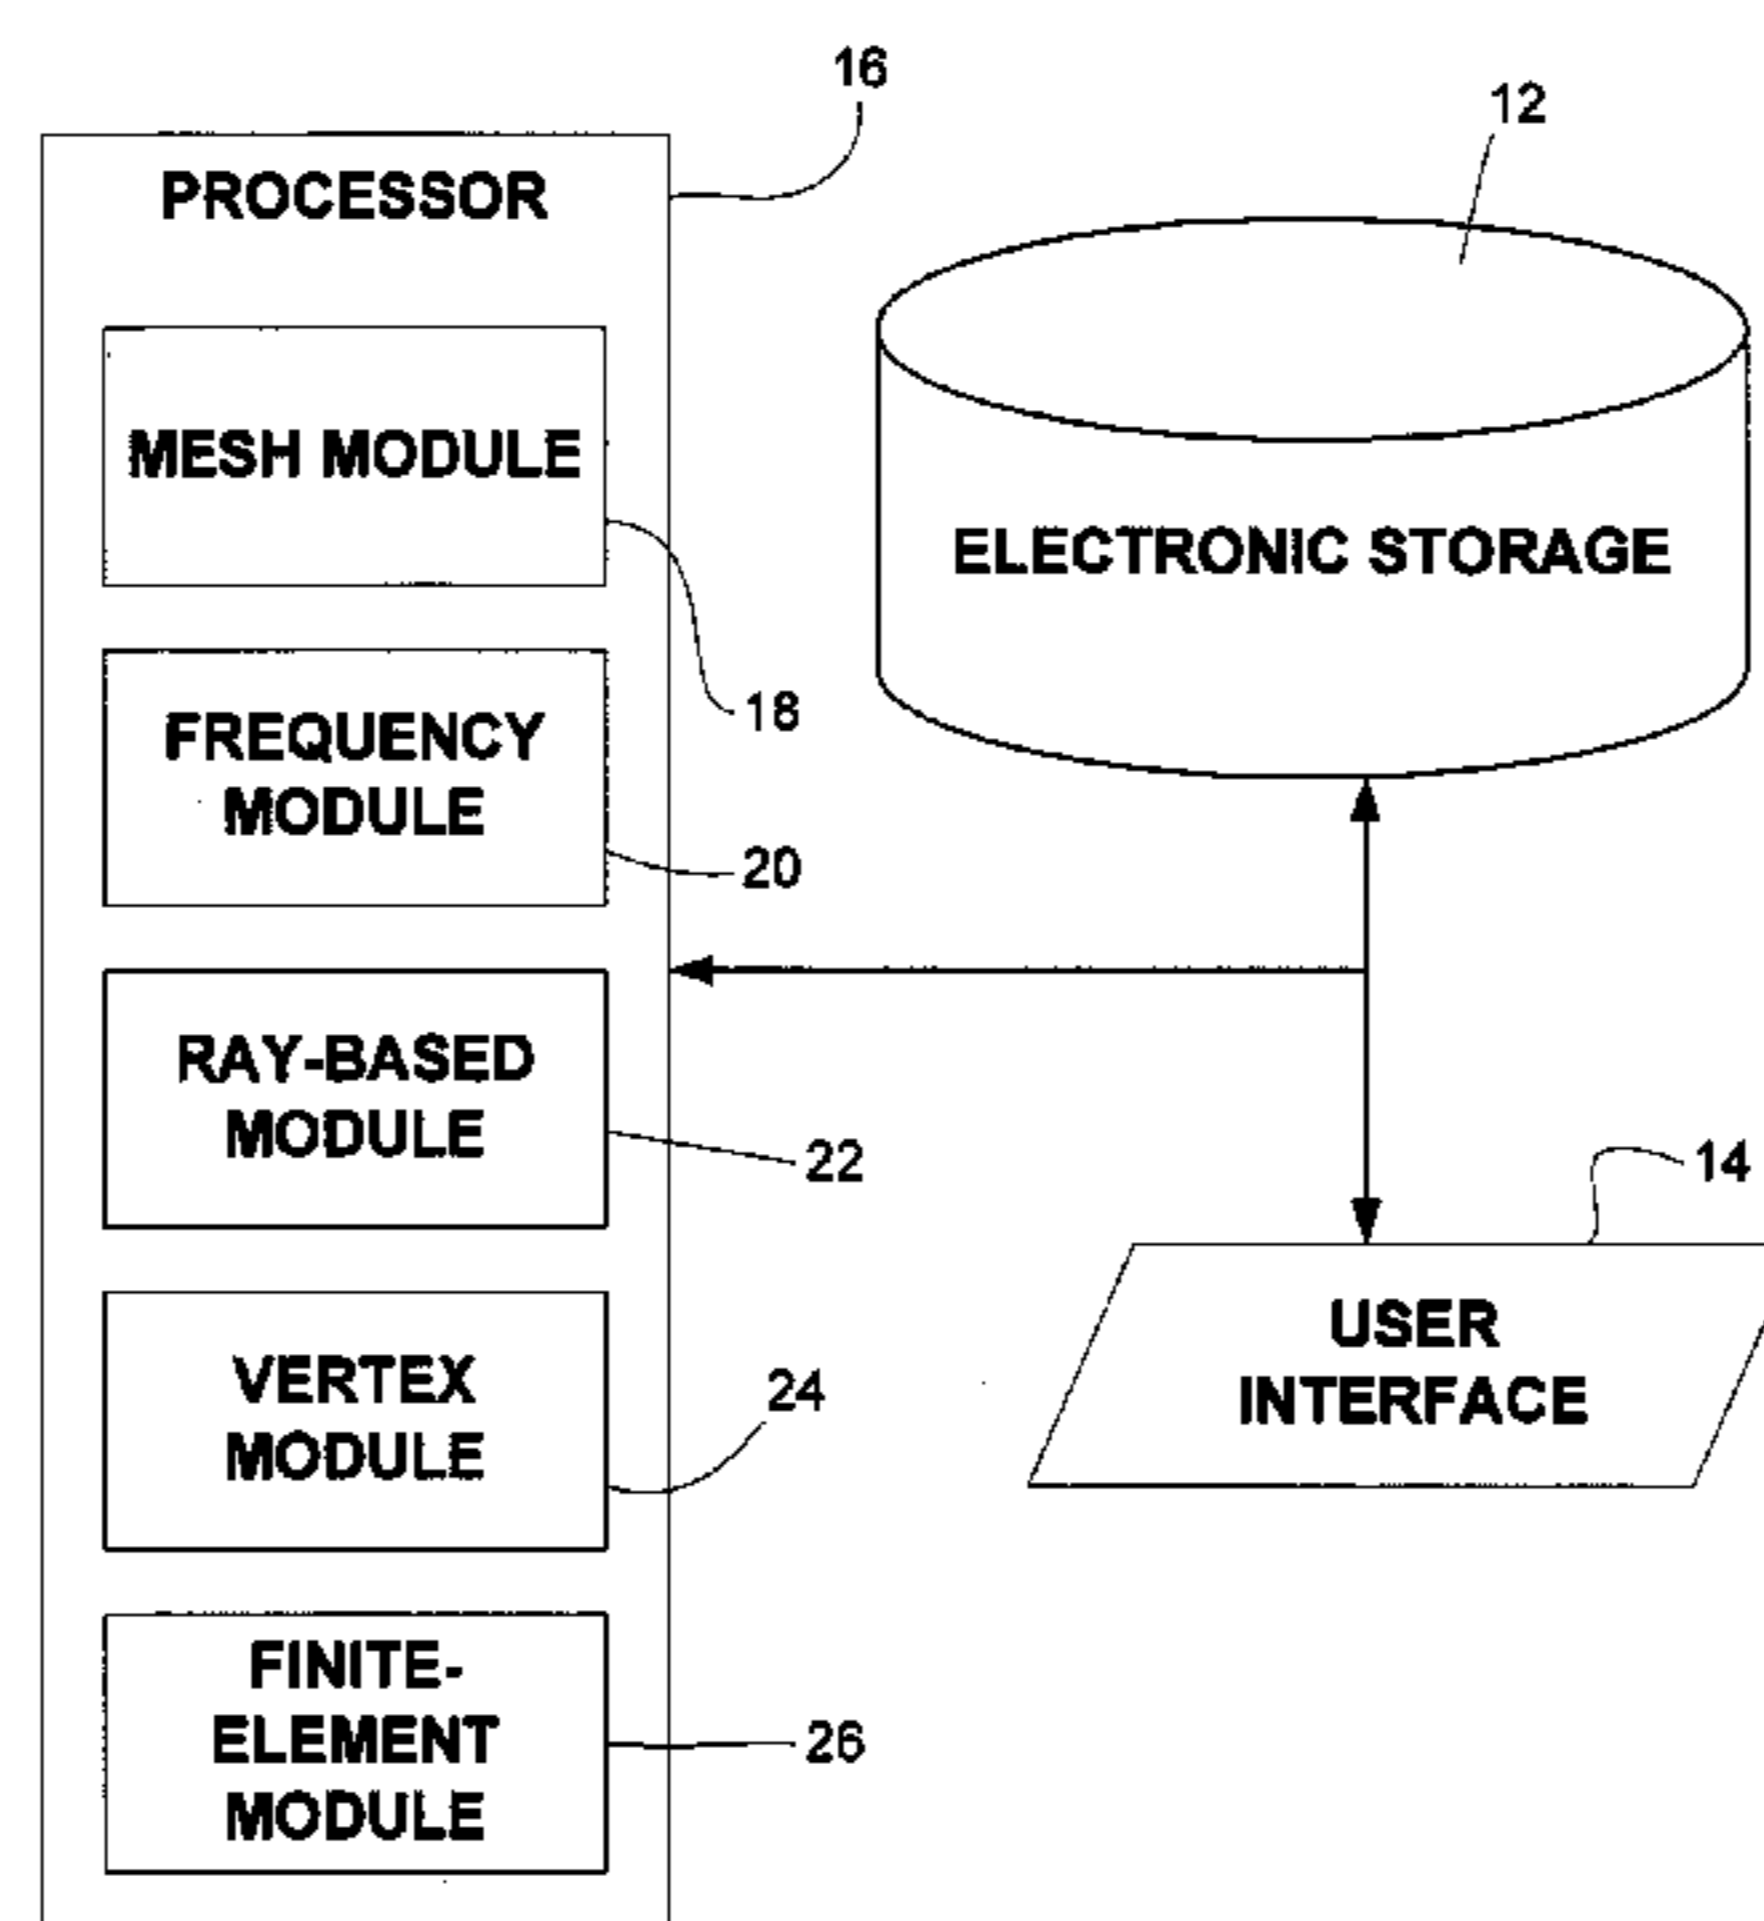 16
12
PROCESSOR
MESH MODULE
ELECTRONIC STORAGE
18
FREQUENCY
MODULE
20
RAY-BASED
MODULE
22
14
USER
INTERFACE
VERTEX
MODULE
24
FINITE-
ELEMENT
MODULE
26